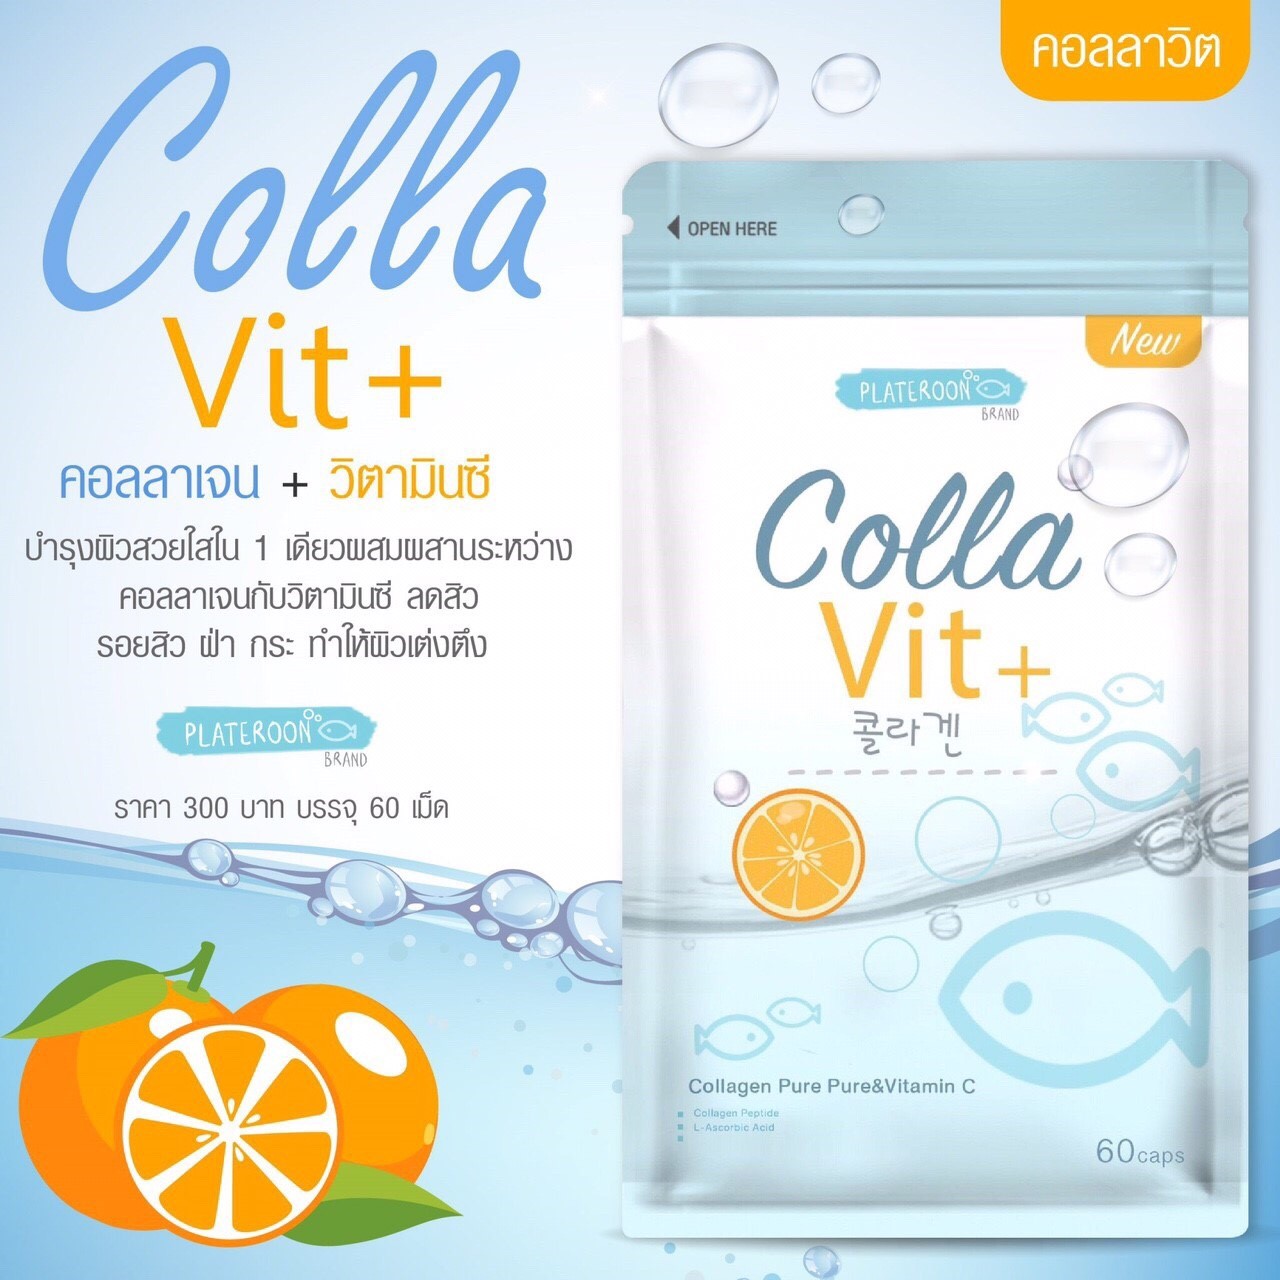 คอลลาวิต
Colla
Vit+
คอลลาเจน + วิตามินซี
บำรุงผิวสวยใสใน 1 เดียวผสมผสานระหว่าง
คอลลาเจนกับวิตามินซี ลดสิว
รอยสิว ฝ้า กระ ทำให้ผิวเต่งตึง
PLATEROON
BRAND
ราคา 300 บาท บรรจุ 60 เม็ด
OPEN HERE
New
PLATEROON
BRAND
Colla
Vit+
콜라겐
Collagen Pure Pure&Vitamin C
Collagen Peptide
L-Ascorbic Acid
60caps